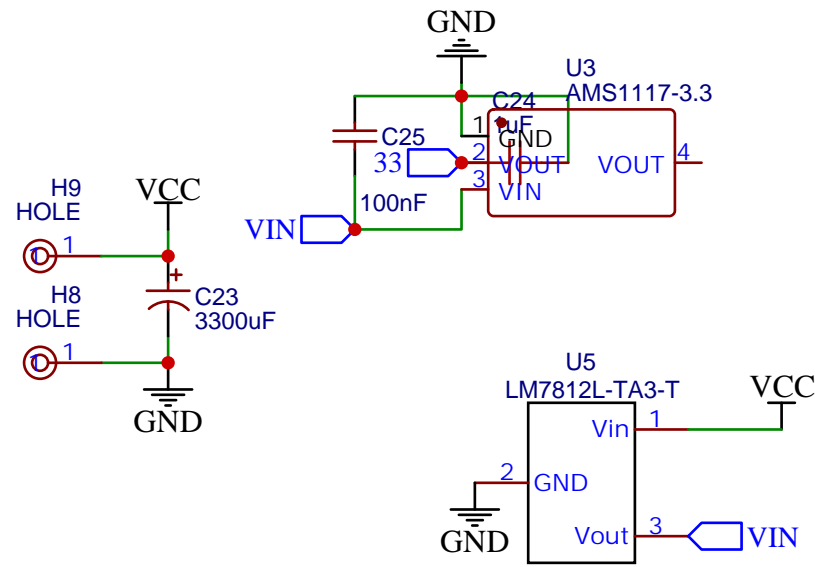 GND
U3
AMS1117-3.3
C24
1uF
1
GND
C25
33
2
VOUT
VOUT
4
3
VIN
100nF
VIN
H9
HOLE
VCC
1
1
+
C23
3300uF
H8
HOLE
1
1
GND
U5
LM7812L-TA3-T
VCC
Vin
1
2
GND
GND
Vout
3
VIN